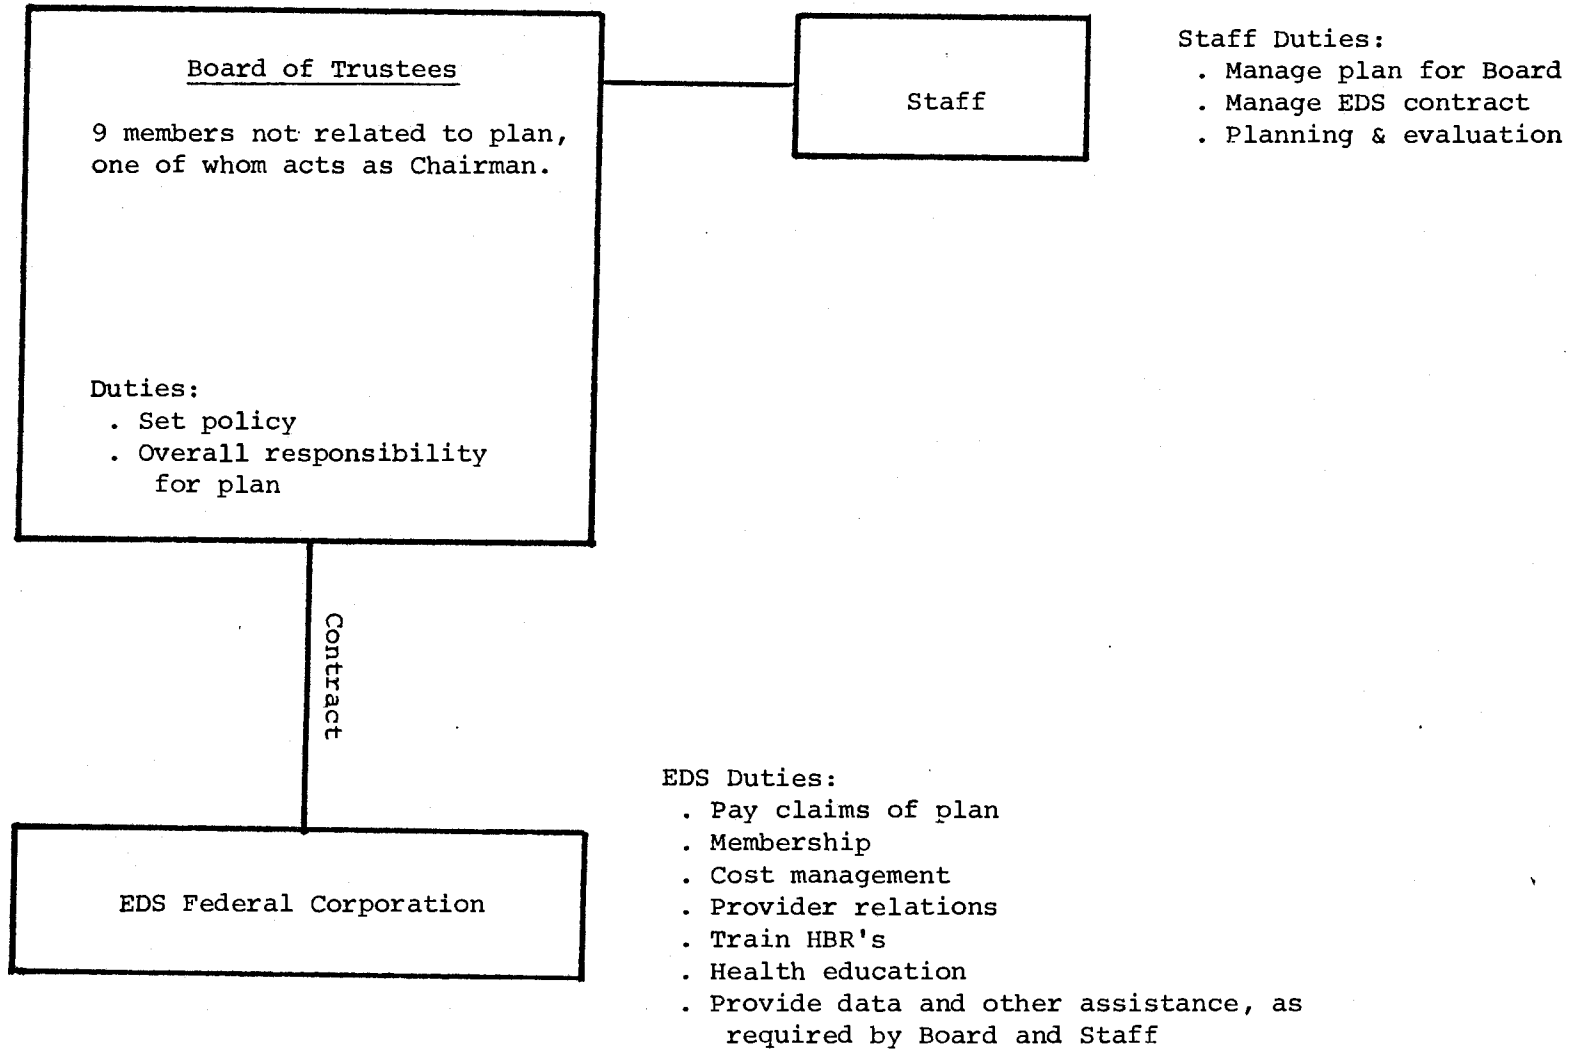 Board of Trustees
9 members not related to plan,
one of whom acts as Chairman.
Duties:
. Set policy
. Overall responsibility
for plan
Staff
Staff Duties:
. Manage plan for Board
. Manage EDS contract
. Planning & evaluation
Contract
EDS Federal Corporation
EDS Duties:
. Pay claims of plan
. Membership
. Cost management
. Provider relations
. Train HBR's
. Health education
. Provide data and other assistance, as
required by Board and Staff